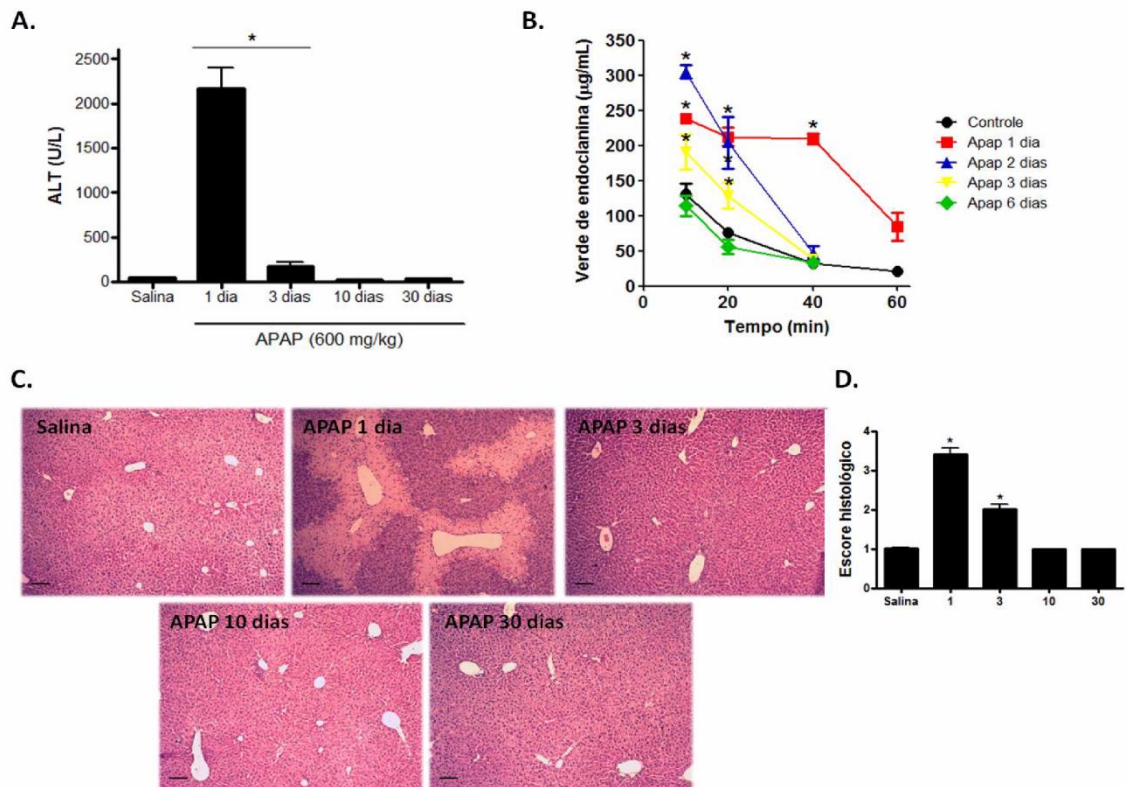 A.
*
2500
2000
1500
1000
500
0
ALT (U/L)
Salina 1 dia 3 dias 10 dias 30 dias
APAP (600 mg/kg)
B.
350
300
250
200
150
100
50
0
Verde de endocianina (µg/mL)
* * * * * * * *
0 20 40 60
Tempo (min)
Controle
Apap 1 dia
Apap 2 dias
Apap 3 dias
Apap 6 dias
C.
Salina
APAP 1 dia
APAP 3 dias
APAP 10 dias
APAP 30 dias
D.
4
3
2
1
0
Escore histológico
* *
Salina 1 3 10 30